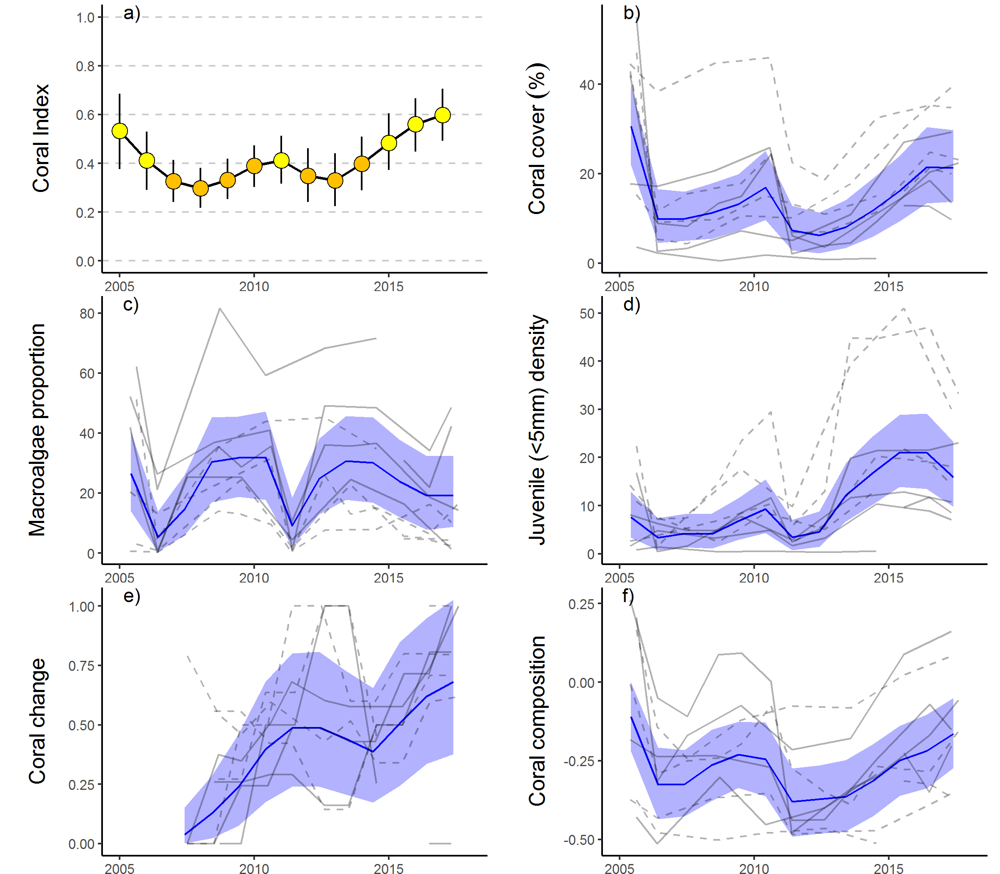 a)
Coral Index
1.0
0.8
0.6
0.4
0.2
0.0
2005 2010 2015
b)
Coral cover (%)
40
20
0
2005 2010 2015
c)
Macroalgae proportion
80
60
40
20
0
2005 2010 2015
d)
Juvenile (<5mm) density
50
40
30
20
10
0
2005 2010 2015
e)
Coral change
1.00
0.75
0.50
0.25
0.00
2005 2010 2015
f)
Coral composition
0.25
0.00
-0.25
-0.50
2005 2010 2015